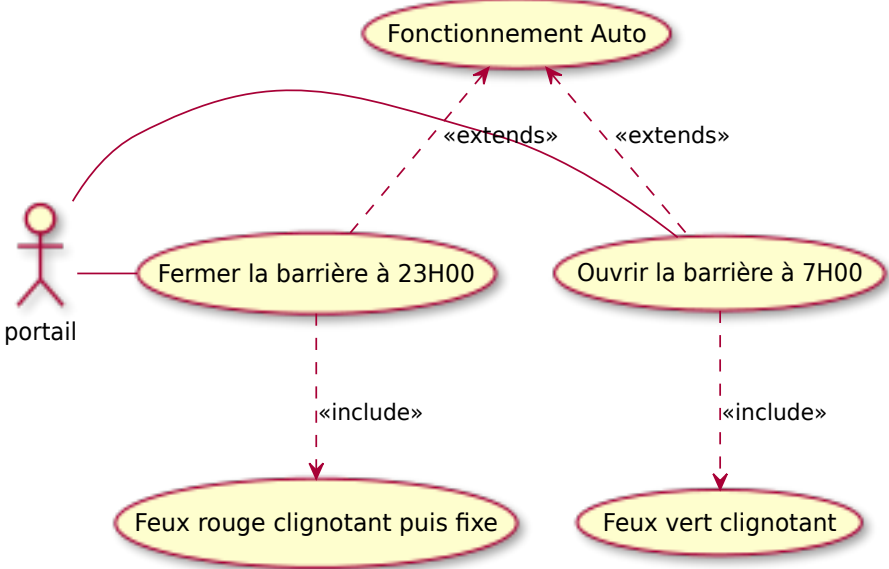 Fonctionnement Auto
«extends»
«extends»
portail
Fermer la barrière à 23H00
Ouvrir la barrière à 7H00
«include»
«include»
Feux rouge clignotant puis fixe
Feux vert clignotant